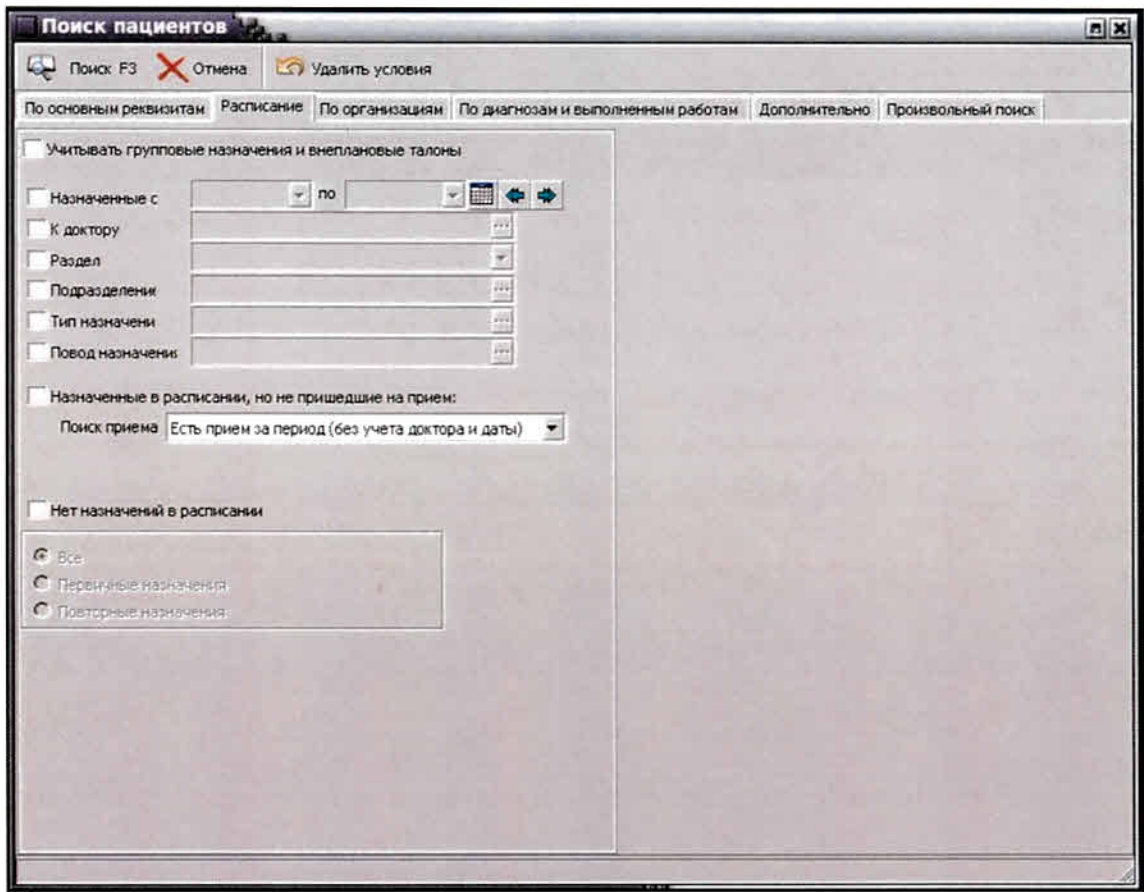 Поиск пациентов
Поиск F3 Отмена Удалить условия
По основным реквизитам Расписание По организациям По диагнозам и выполненным работам Дополнительно Произвольный поиск
Учитывать групповые назначения и внеплановые талоны
Назначенные с по
К доктору
Раздел
Подразделение
Тип назначени
Повод назначения
Назначенные в расписании, но не пришедшие на прием:
Поиск приема Есть прием за период (без учета доктора и даты)
Нет назначений в расписании
Все
Первичные назначения
Повторные назначения